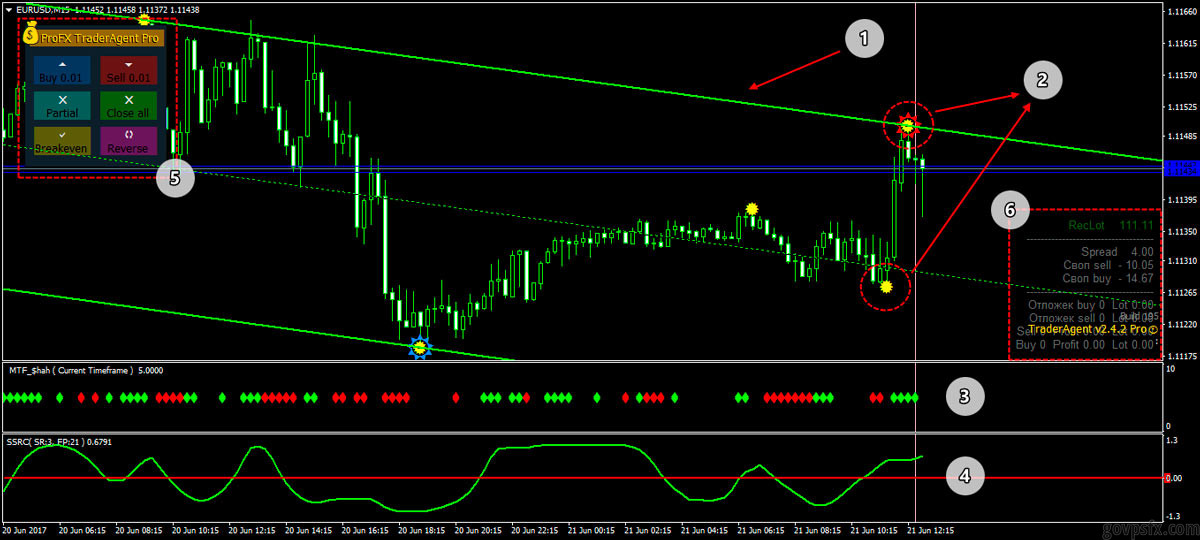 EURUSD,M15 1.11452 1.11458 1.11372 1.11438
ProFX TraderAgent Pro
Buy 0.01
Sell 0.01
Partial
Close all
Breakeven
Reverse
5
1
2
6
1.11660
1.11615
1.11570
1.11525
1.11485
1.11395
1.11350
1.11310
1.11265
1.11220
1.11175
RecLot 111.11
Spread 4.00
Своп sell - 10.05
Своп buy - 14.67
Отложек buy 0 Lot 0.00
Отложек sell 0 Lot 0.00
TraderAgent v2.4.2 Pro
Buy 0 Profit 0.00 Lot 0.00
MTF_$hah ( Current Timeframe ) 5.0000
10
3
0
SSRC( SR:3, FP:21 ) 0.6791
1.3
4
0.00
-1.3
20 Jun 2017
20 Jun 06:15
20 Jun 08:15
20 Jun 10:15
20 Jun 12:15
20 Jun 14:15
20 Jun 16:15
20 Jun 18:15
20 Jun 20:15
20 Jun 22:15
21 Jun 00:15
21 Jun 02:15
21 Jun 04:15
21 Jun 06:15
21 Jun 08:15
21 Jun 10:15
21 Jun 12:15
govpsfx.com